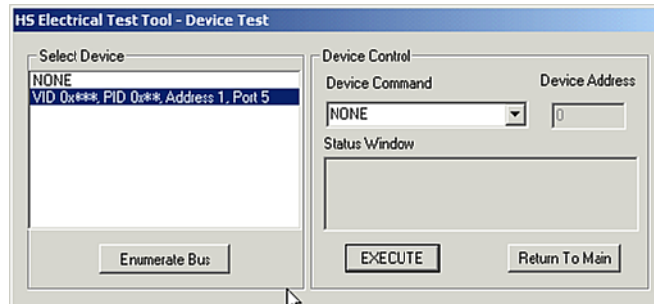 HS Electrical Test Tool - Device Test
Select Device
NONE
VID 0x***, PID 0x**, Address 1, Port 5
Enumerate Bus
Device Control
Device Command
Device Address
NONE
0
Status Window
EXECUTE
Return To Main